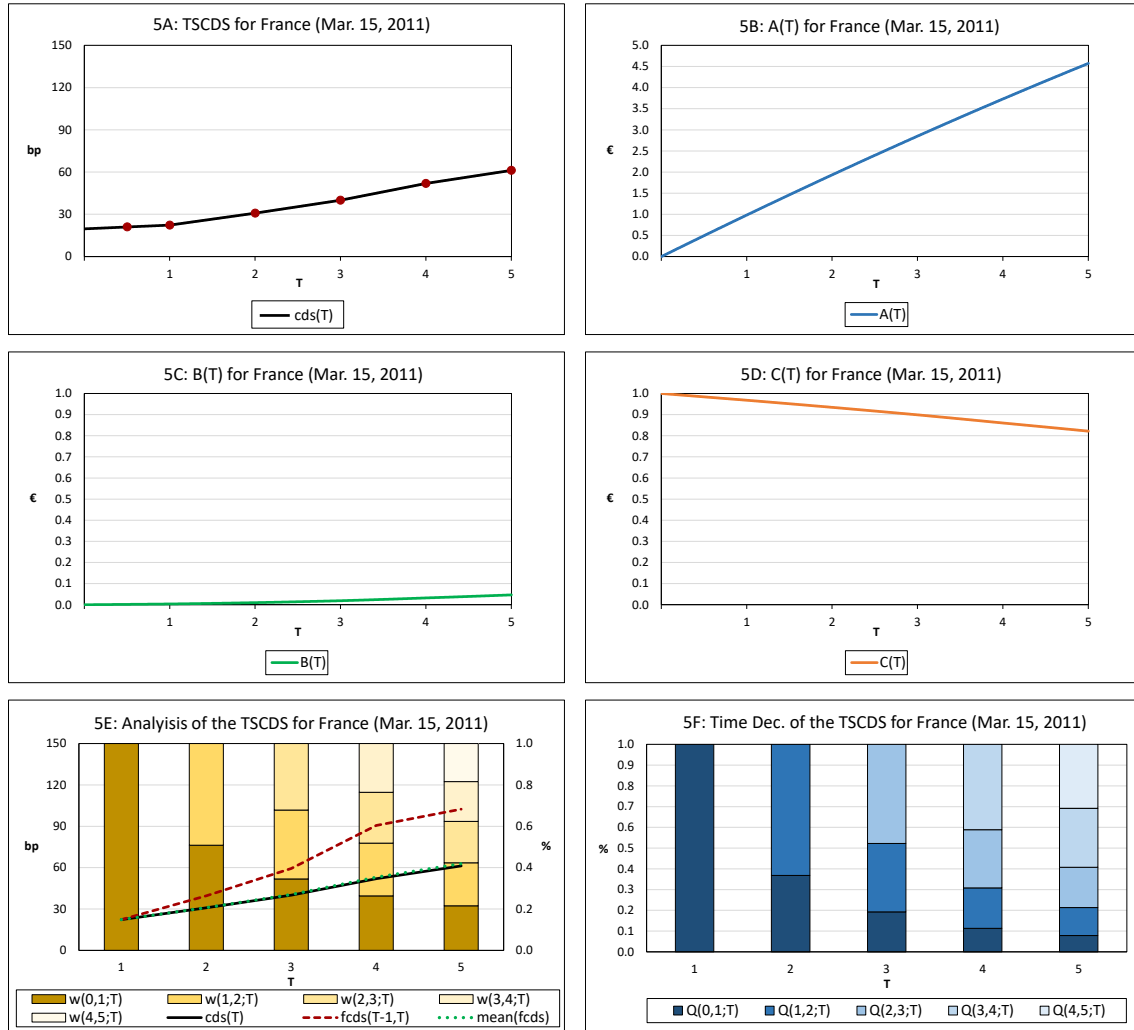 5A: TSCDS for France (Mar. 15, 2011)
150
120
90
60
30
0
bp
1 2 3 4 5
T
cds(T)
5B: A(T) for France (Mar. 15, 2011)
5.0
4.5
4.0
3.5
3.0
2.5
2.0
1.5
1.0
0.5
0.0
€
1 2 3 4 5
T
A(T)
5C: B(T) for France (Mar. 15, 2011)
1.0
0.9
0.8
0.7
0.6
0.5
0.4
0.3
0.2
0.1
0.0
€
1 2 3 4 5
T
B(T)
5D: C(T) for France (Mar. 15, 2011)
1.0
0.9
0.8
0.7
0.6
0.5
0.4
0.3
0.2
0.1
0.0
€
1 2 3 4 5
T
C(T)
5E: Analyisis of the TSCDS for France (Mar. 15, 2011)
150
120
90
60
30
0
bp
1.0
0.8
0.6
0.4
0.2
0.0
%
1 2 3 4 5
T
w(0,1;T) w(1,2;T) w(2,3;T) w(3,4;T)
w(4,5;T) cds(T) fcds(T-1,T) mean(fcds)
5F: Time Dec. of the TSCDS for France (Mar. 15, 2011)
1.0
0.9
0.8
0.7
0.6
0.5
0.4
0.3
0.2
0.1
0.0
%
1 2 3 4 5
T
Q(0,1;T) Q(1,2;T) Q(2,3;T) Q(3,4;T) Q(4,5;T)